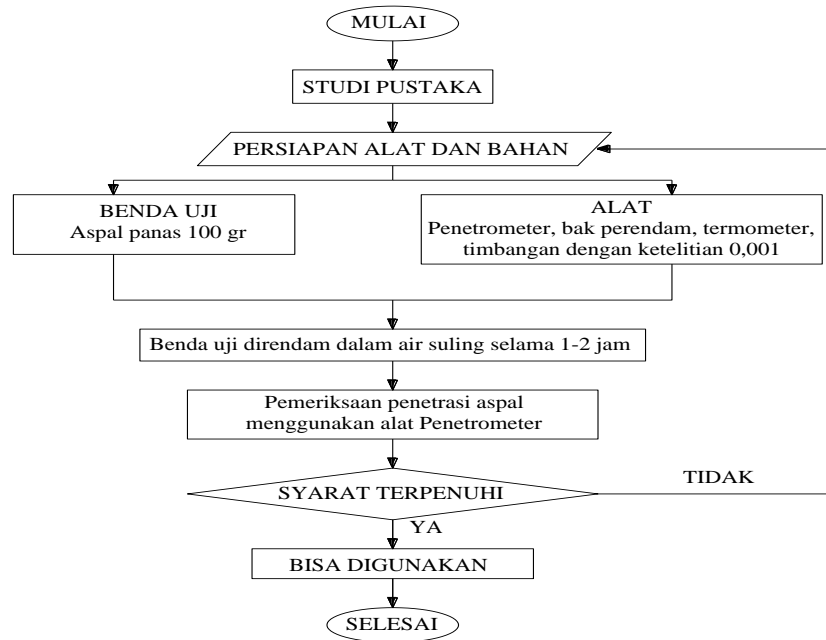 MULAI
STUDI PUSTAKA
PERSIAPAN ALAT DAN BAHAN
BENDA UJI
Aspal panas 100 gr
ALAT
Penetrometer, bak perendam, termometer,
timbangan dengan ketelitian 0,001
Benda uji direndam dalam air suling selama 1-2 jam
Pemeriksaan penetrasi aspal
menggunakan alat Penetrometer
SYARAT TERPENUHI
TIDAK
YA
BISA DIGUNAKAN
SELESAI